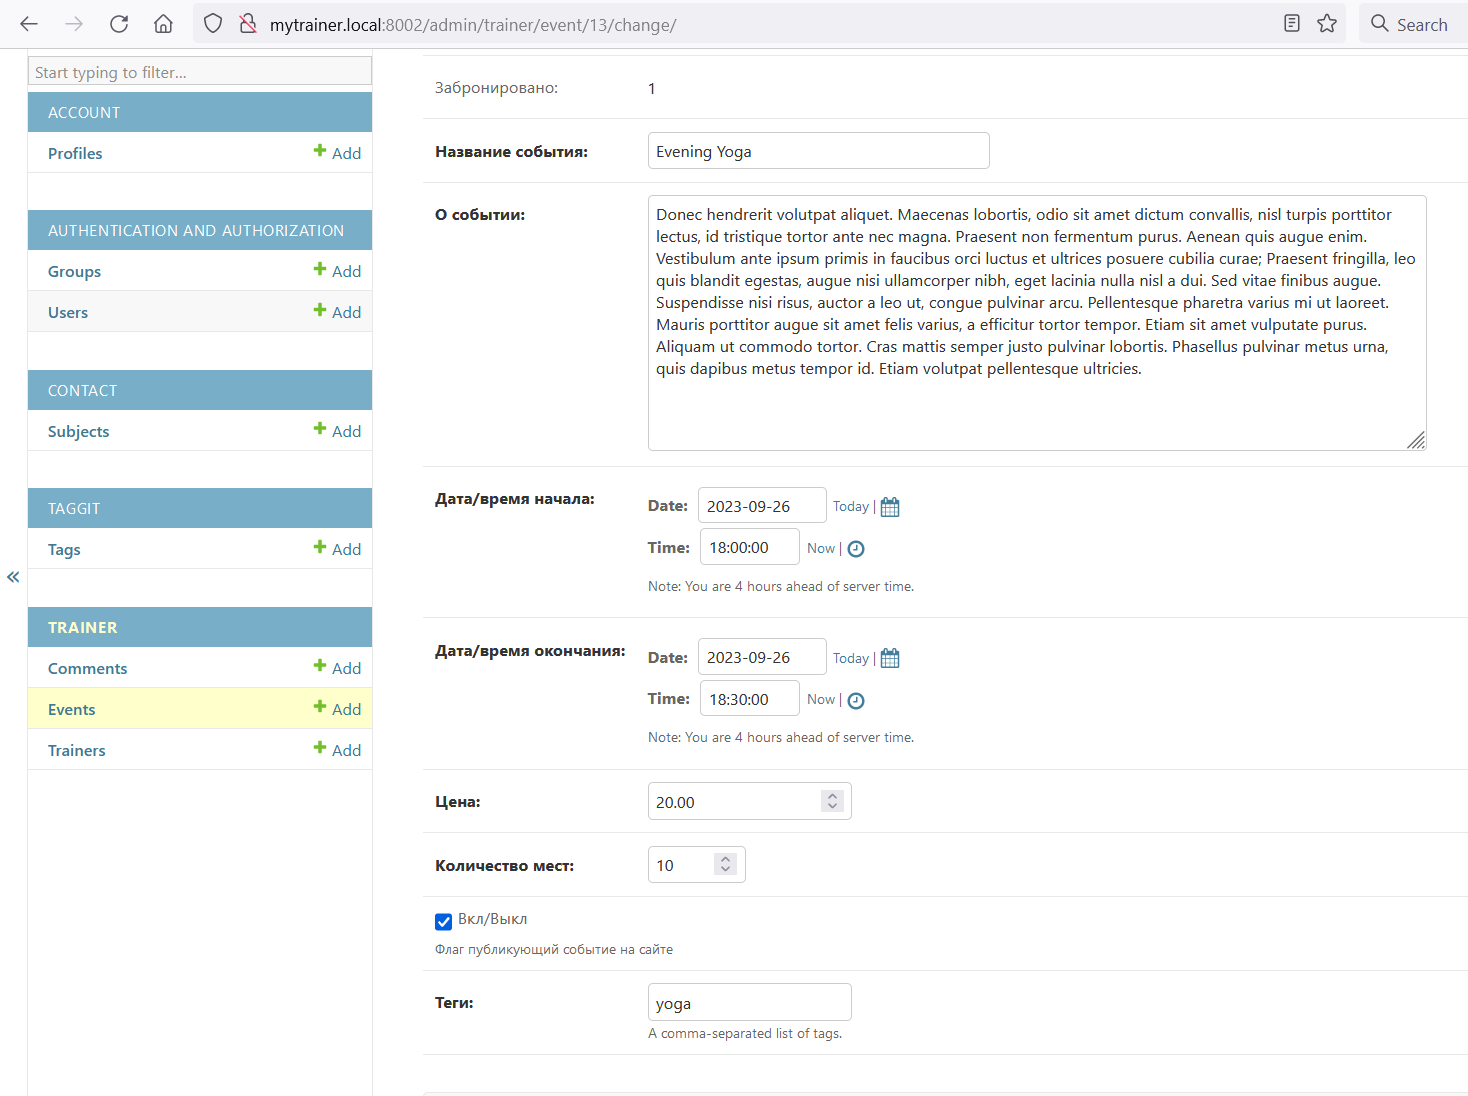 mytrainer.local:8002/admin/trainer/event/13/change/
Search
Start typing to filter...
ACCOUNT
Profiles Add
AUTHENTICATION AND AUTHORIZATION
Groups Add
Users Add
CONTACT
Subjects Add
TAGGIT
Tags Add
«
TRAINER
Comments Add
Events Add
Trainers Add
Забронировано: 1
Название события: Evening Yoga
О событии:
Donec hendrerit volutpat aliquet. Maecenas lobortis, odio sit amet dictum convallis, nisl turpis porttitor
lectus, id tristique tortor ante nec magna. Praesent non fermentum purus. Aenean quis augue enim.
Vestibulum ante ipsum primis in faucibus orci luctus et ultrices posuere cubilia curae; Praesent fringilla, leo
quis blandit egestas, augue nisi ullamcorper nibh, eget lacinia nulla nisl a dui. Sed vitae finibus augue.
Suspendisse nisi risus, auctor a leo ut, congue pulvinar arcu. Pellentesque pharetra varius mi ut laoreet.
Mauris porttitor augue sit amet felis varius, a efficitur tortor tempor. Etiam sit amet vulputate purus.
Aliquam ut commodo tortor. Cras mattis semper justo pulvinar lobortis. Phasellus pulvinar metus urna,
quis dapibus metus tempor id. Etiam volutpat pellentesque ultricies.
Дата/время начала:
Date: 2023-09-26 Today |
Time: 18:00:00 Now |
Note: You are 4 hours ahead of server time.
Дата/время окончания:
Date: 2023-09-26 Today |
Time: 18:30:00 Now |
Note: You are 4 hours ahead of server time.
Цена: 20.00
Количество мест: 10
Вкл/Выкл
Флаг публикующий событие на сайте
Теги: yoga
A comma-separated list of tags.